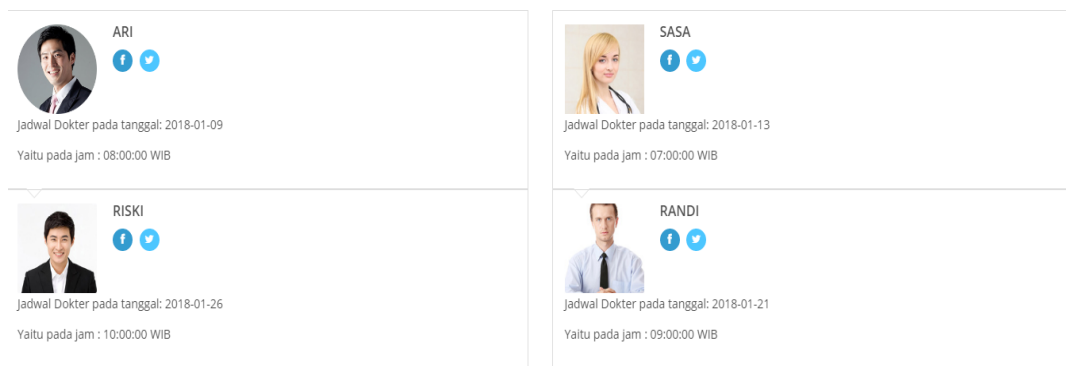 ARI
Jadwal Dokter pada tanggal: 2018-01-09
Yaitu pada jam : 08:00:00 WIB
SASA
Jadwal Dokter pada tanggal: 2018-01-13
Yaitu pada jam : 07:00:00 WIB
RISKI
Jadwal Dokter pada tanggal: 2018-01-26
Yaitu pada jam : 10:00:00 WIB
RANDI
Jadwal Dokter pada tanggal: 2018-01-21
Yaitu pada jam : 09:00:00 WIB